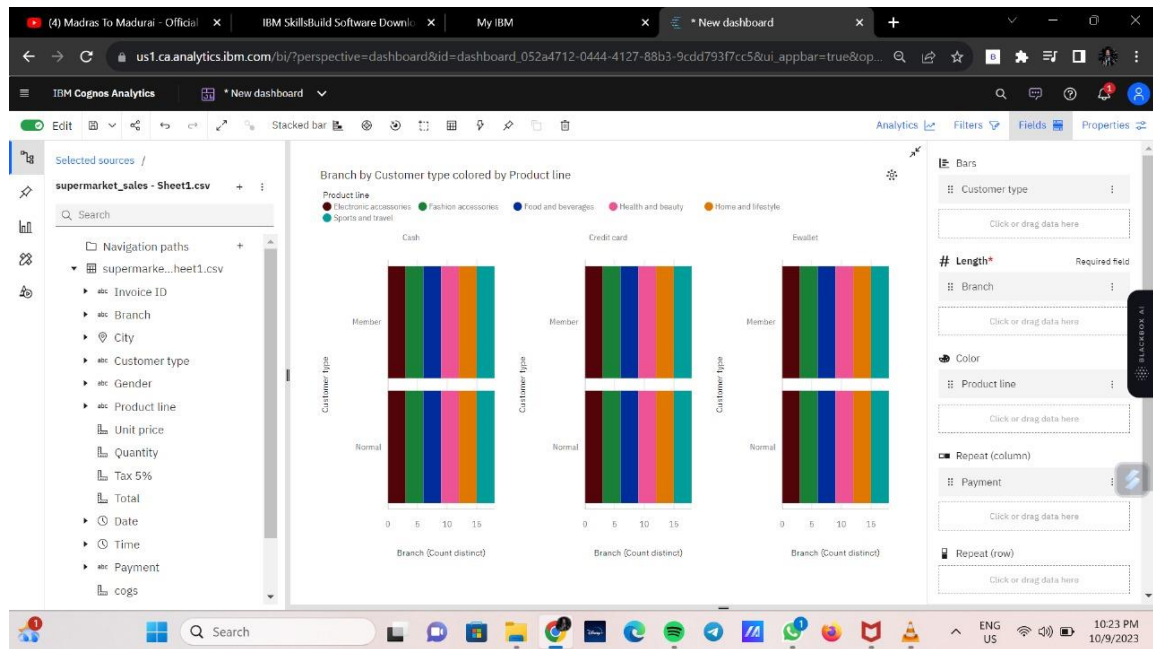 (4) Madras To Madurai - Official
IBM SkillsBuild Software Downlo
My IBM
* New dashboard
us1.ca.analytics.ibm.com/bi/?perspective=dashboard&id=dashboard_052a4712-0444-4127-88b3-9cdd793f7cc5&ui_appbar=true&op...
IBM Cognos Analytics
* New dashboard
Edit
Stacked bar
Analytics
Filters
Fields
Properties
Selected sources /
supermarket_sales - Sheet1.csv
Search
Navigation paths
supermarke...heet1.csv
abc Invoice ID
abc Branch
City
abc Customer type
abc Gender
abc Product line
Unit price
Quantity
Tax 5%
Total
Date
Time
abc Payment
cogs
Branch by Customer type colored by Product line
Product line
Electronic accessories Fashion accessories Food and beverages Health and beauty Home and lifestyle
Sports and travel
Cash Credit card Ewallet
Member Member Member
Customer type Customer type Customer type
Normal Normal Normal
0 5 10 15 0 5 10 15 0 5 10 15
Branch (Count distinct) Branch (Count distinct) Branch (Count distinct)
Bars
Customer type
Click or drag data here
# Length* Required field
Branch
Click or drag data here
Color
Product line
Click or drag data here
Repeat (column)
Payment
Click or drag data here
Repeat (row)
Click or drag data here
BLACKBOX AI
Search
ENG
US
10:23 PM
10/9/2023